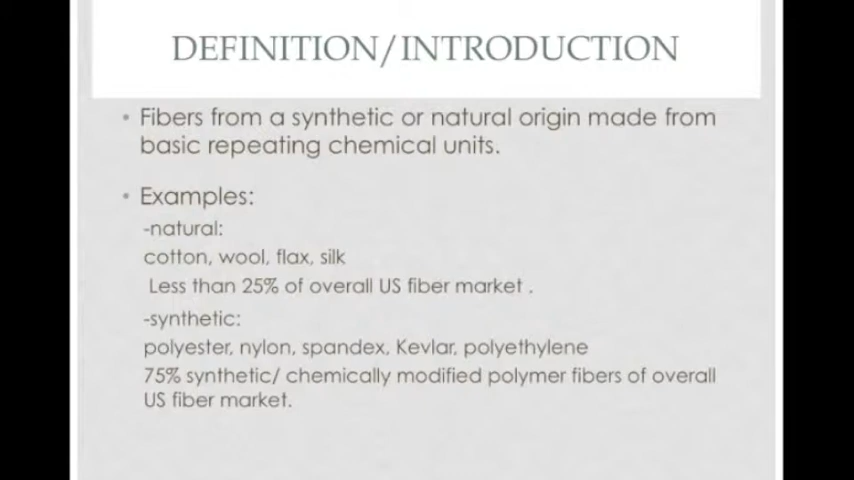 DEFINITION/INTRODUCTION
• Fibers from a synthetic or natural origin made from
basic repeating chemical units.
• Examples:
-natural:
cotton, wool, flax, silk
Less than 25% of overall US fiber market .
-synthetic:
polyester, nylon, spandex, Kevlar, polyethylene
75% synthetic/ chemically modified polymer fibers of overall
US fiber market.